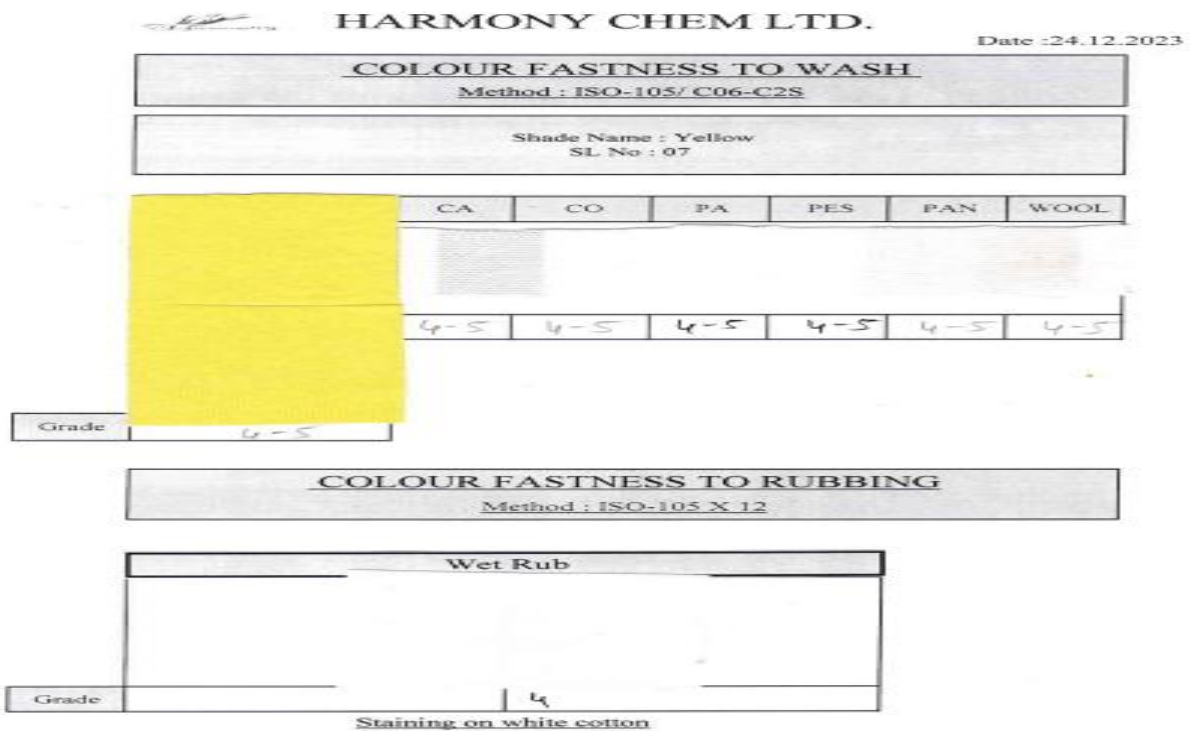 HARMONY CHEM LTD.
Date :24.12.2023
COLOUR FASTNESS TO WASH
Method : ISO-105/ C06-C2S
Shade Name : Yellow
SL No : 07
CA CO PA PES PAN WOOL
4-5 4-5 4-5 4-5 4-5 4-5
Grade 4-5
COLOUR FASTNESS TO RUBBING
Method : ISO-105 X 12
Wet Rub
Grade 4
Staining on white cotton